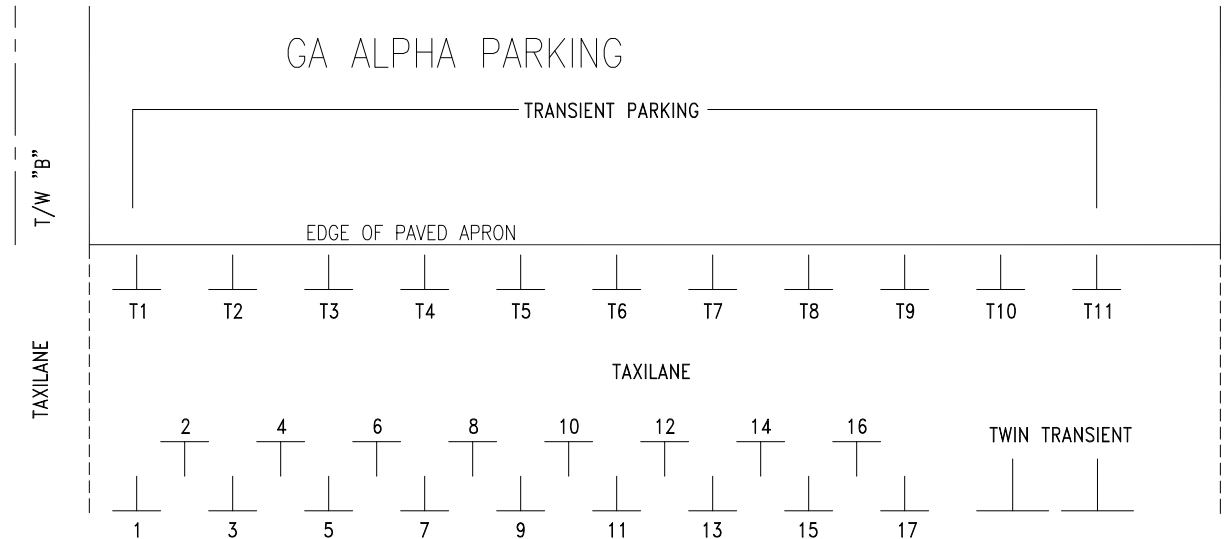 GA ALPHA PARKING
TRANSIENT PARKING
T/W "B"
EDGE OF PAVED APRON
T1 T2 T3 T4 T5 T6 T7 T8 T9 T10 T11
TAXILANE
TAXILANE
2 4 6 8 10 12 14 16
TWIN TRANSIENT
1 3 5 7 9 11 13 15 17